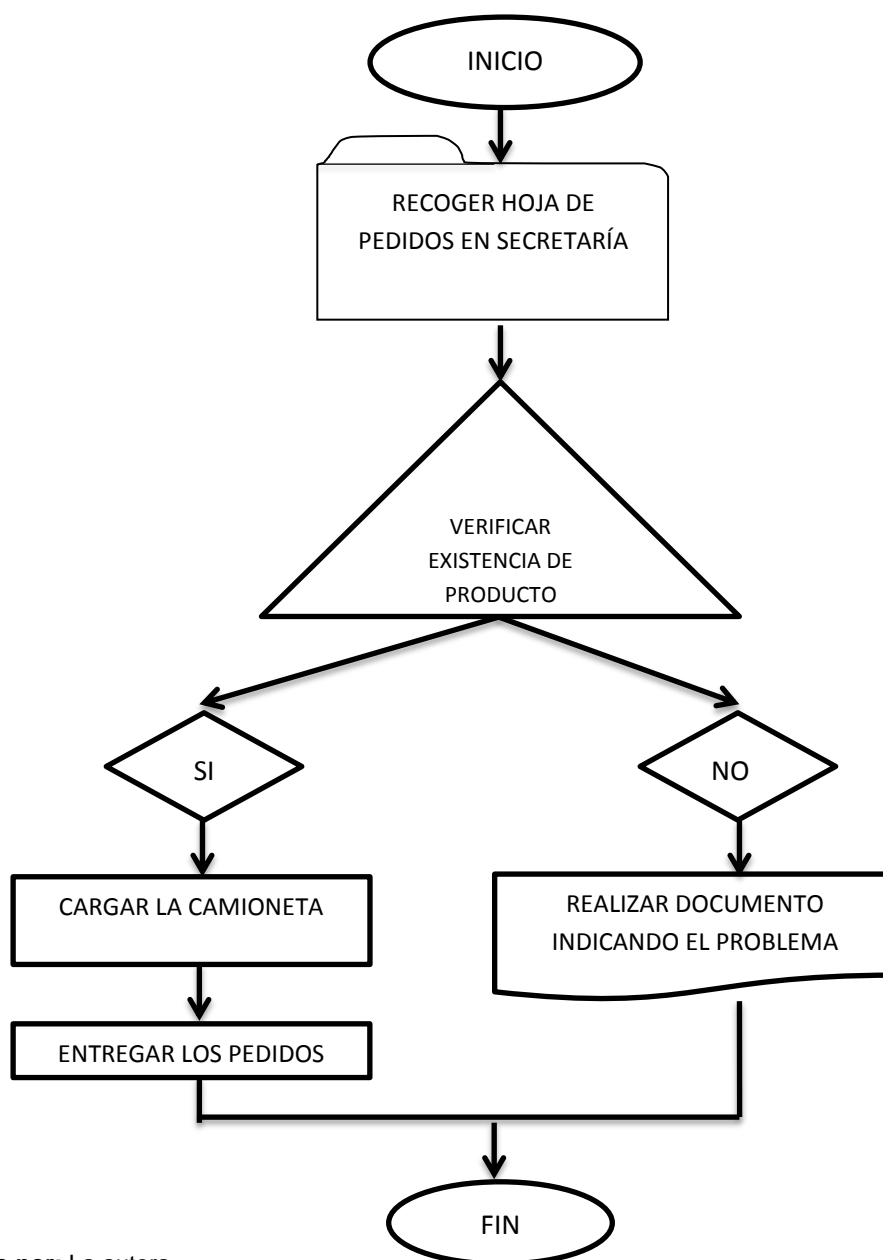 INICIO
RECOGER HOJA DE
PEDIDOS EN SECRETARÍA
VERIFICAR
EXISTENCIA DE
PRODUCTO
SI
NO
CARGAR LA CAMIONETA
REALIZAR DOCUMENTO
INDICANDO EL PROBLEMA
ENTREGAR LOS PEDIDOS
FIN